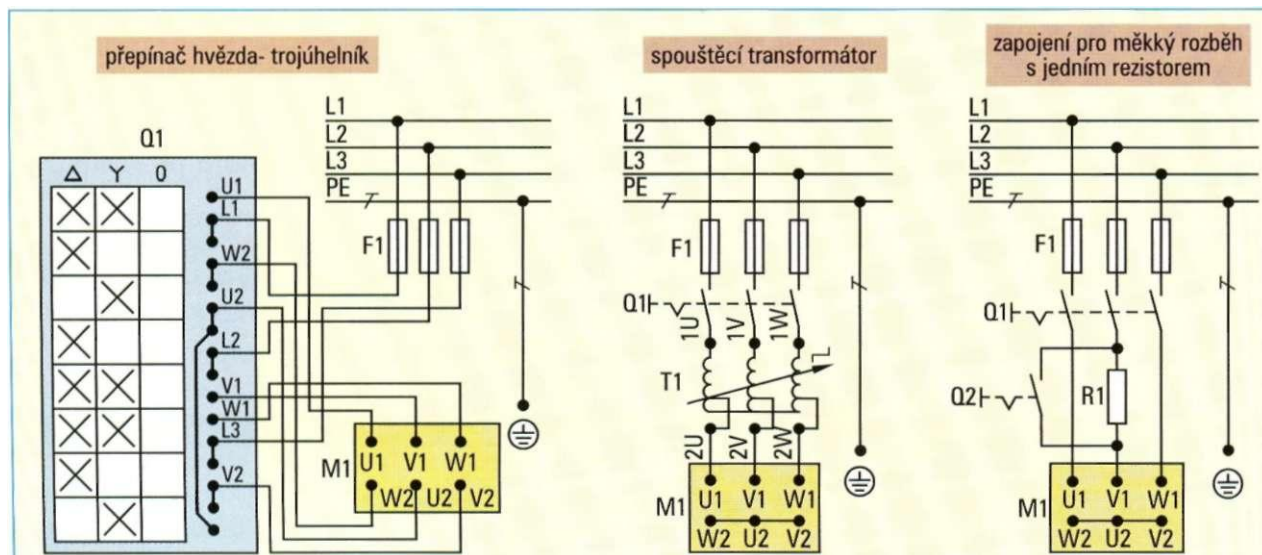 přepínač hvězda- trojúhelník
Q1
Δ Y 0
U1
L1
W2
U2
L2
V1
W1
L3
V2
L1
L2
L3
PE
F1
M1
U1 V1 W1
W2 U2 V2
spouštěcí transformátor
L1
L2
L3
PE
F1
Q1
1U 1V 1W
T1
2U 2V 2W
M1
U1 V1 W1
W2 U2 V2
zapojení pro měkký rozběh
s jedním rezistorem
L1
L2
L3
PE
F1
Q1
Q2
R1
M1
U1 V1 W1
W2 U2 V2